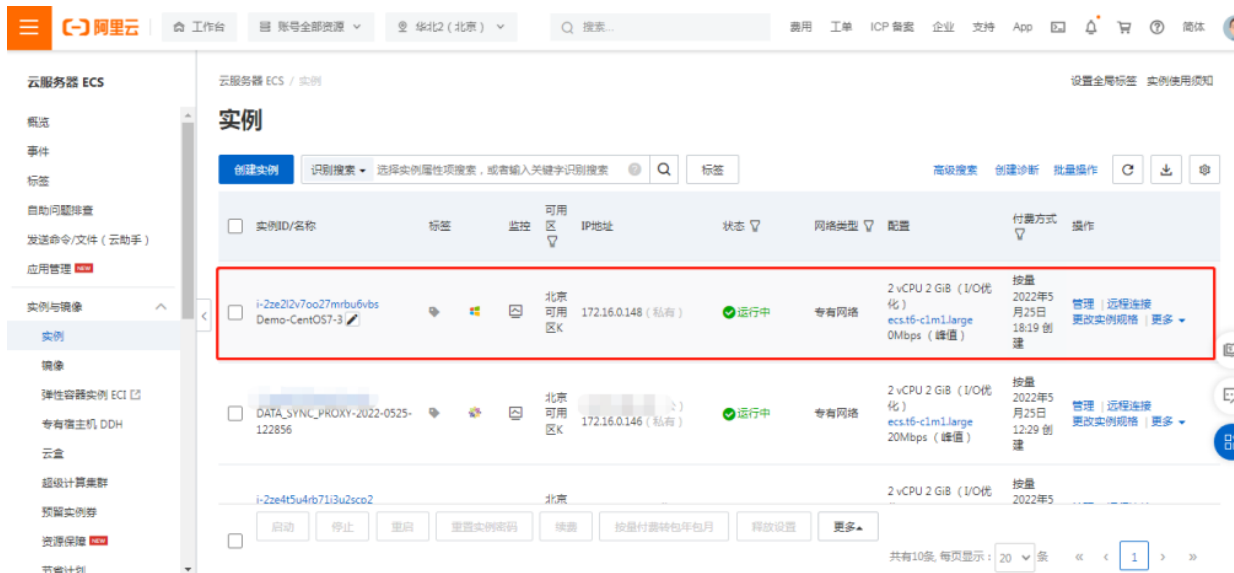 阿里云
工作台
账号全部资源
华北2（北京）
搜索...
费用 工单 ICP 备案 企业 支持 App 简体
云服务器 ECS
概览
事件
标签
自助问题排查
发送命令/文件（云助手）
应用管理 NEW
实例与镜像
实例
镜像
弹性容器实例 ECI
专有宿主机 DDH
云盒
超级计算集群
预留实例券
资源保障 NEW
节省计划
云服务器 ECS / 实例
设置全局标签 实例使用须知
实例
创建实例
识别搜索 选择实例属性项搜索，或者输入关键字识别搜索
标签
高级搜索 创建诊断 批量操作
实例ID/名称 标签 监控 可用区 IP地址 状态 网络类型 配置 付费方式 操作
i-2ze2l2v7oo27mrbu6vbs
Demo-CentOS7-3
北京
可用
区K
172.16.0.148（私有）
运行中
专有网络
2 vCPU 2 GiB （I/O优
化）
ecs.t6-c1m1.large
0Mbps （峰值）
按量
2022年5
月25日
18:19 创
建
管理 | 远程连接
更改实例规格 | 更多
DATA_SYNC_PROXY-2022-0525-
122856
北京
可用
区K
172.16.0.146（私有）
运行中
专有网络
2 vCPU 2 GiB （I/O优
化）
ecs.t6-c1m1.large
20Mbps （峰值）
按量
2022年5
月25日
12:29 创
建
管理 | 远程连接
更改实例规格 | 更多
i-2ze4t5u4rb71i3u2scp2
北京
2 vCPU 2 GiB （I/O优
按量
2022年5
启动 停止 重启 重置实例密码 续费 按量付费转包年包月 释放设置 更多
共有10条, 每页显示： 20 条 « ‹ 1 › »